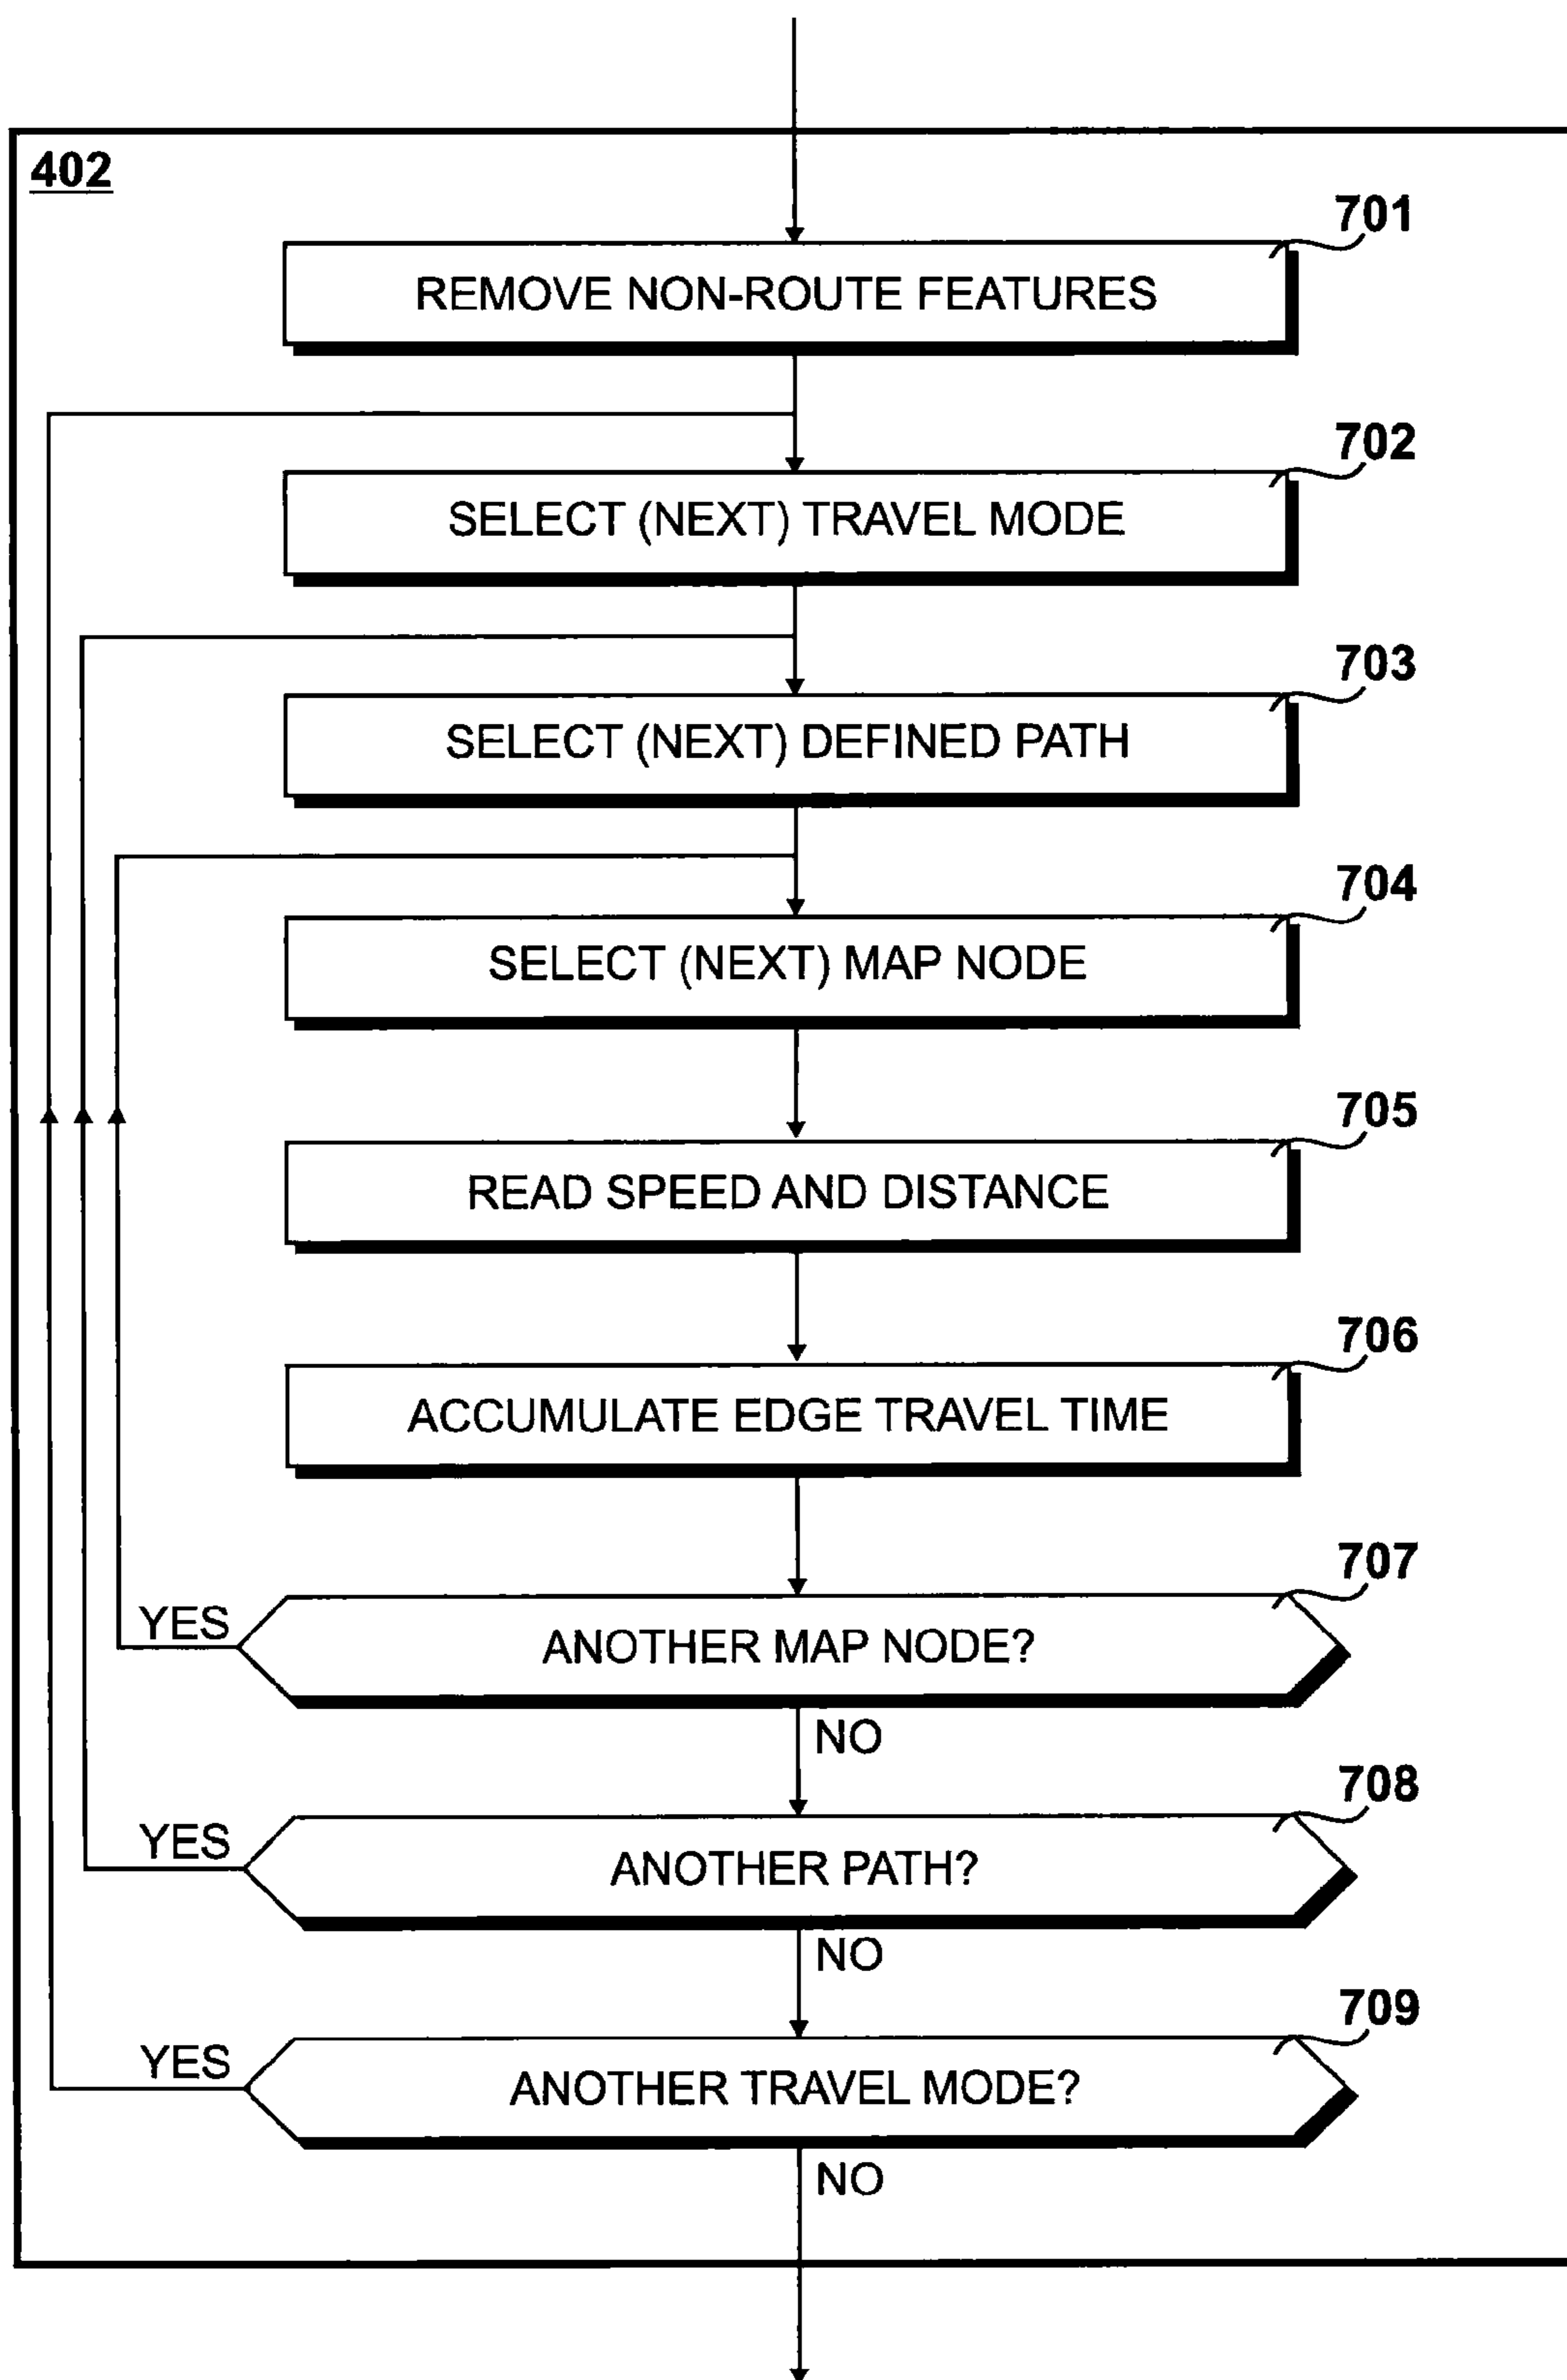 402
701
REMOVE NON-ROUTE FEATURES
702
SELECT (NEXT) TRAVEL MODE
703
SELECT (NEXT) DEFINED PATH
704
SELECT (NEXT) MAP NODE
705
READ SPEED AND DISTANCE
706
ACCUMULATE EDGE TRAVEL TIME
707
YES
ANOTHER MAP NODE?
NO
708
YES
ANOTHER PATH?
NO
709
YES
ANOTHER TRAVEL MODE?
NO